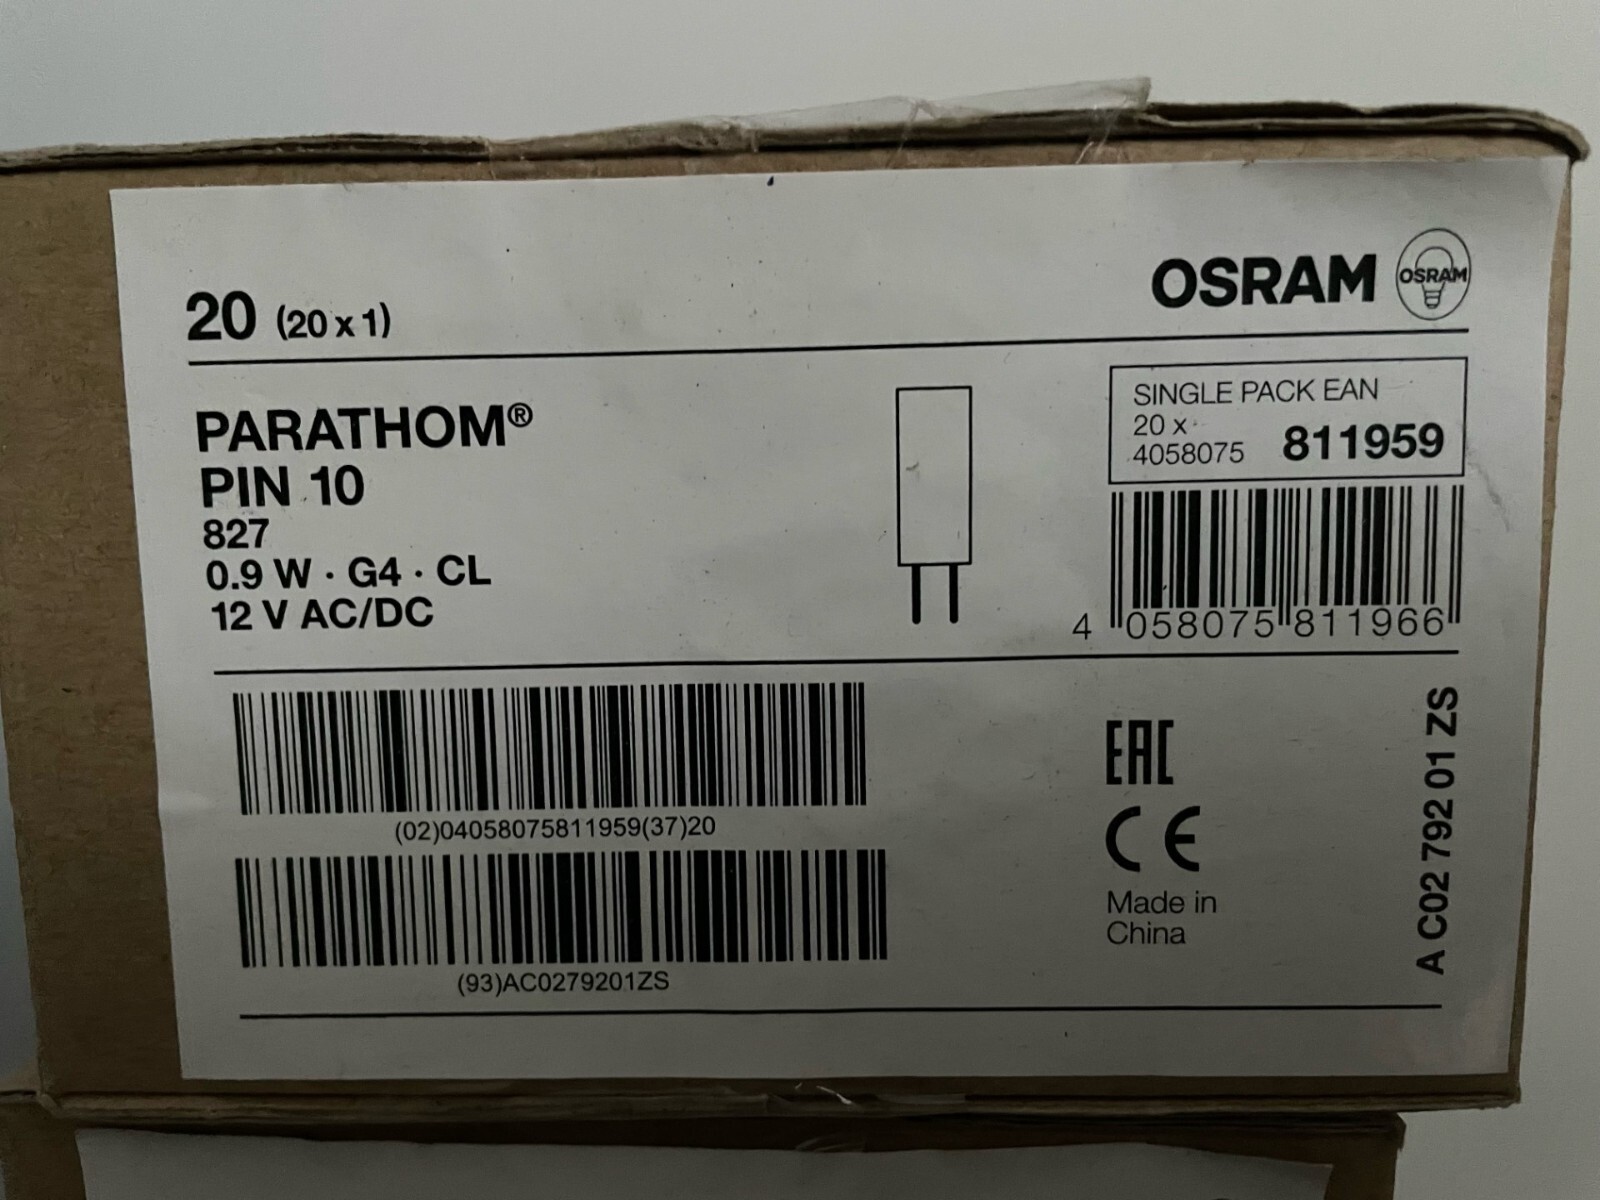 20 (20 x 1)
OSRAM
OSRAM
PARATHOM®
PIN 10
827
0.9 W · G4 · CL
12 V AC/DC
SINGLE PACK EAN
20 x
4058075 811959
4 058075 811966
(02)04058075811959(37)20
(93)AC0279201ZS
EAC
CE
Made in
China
A C02 792 01 ZS